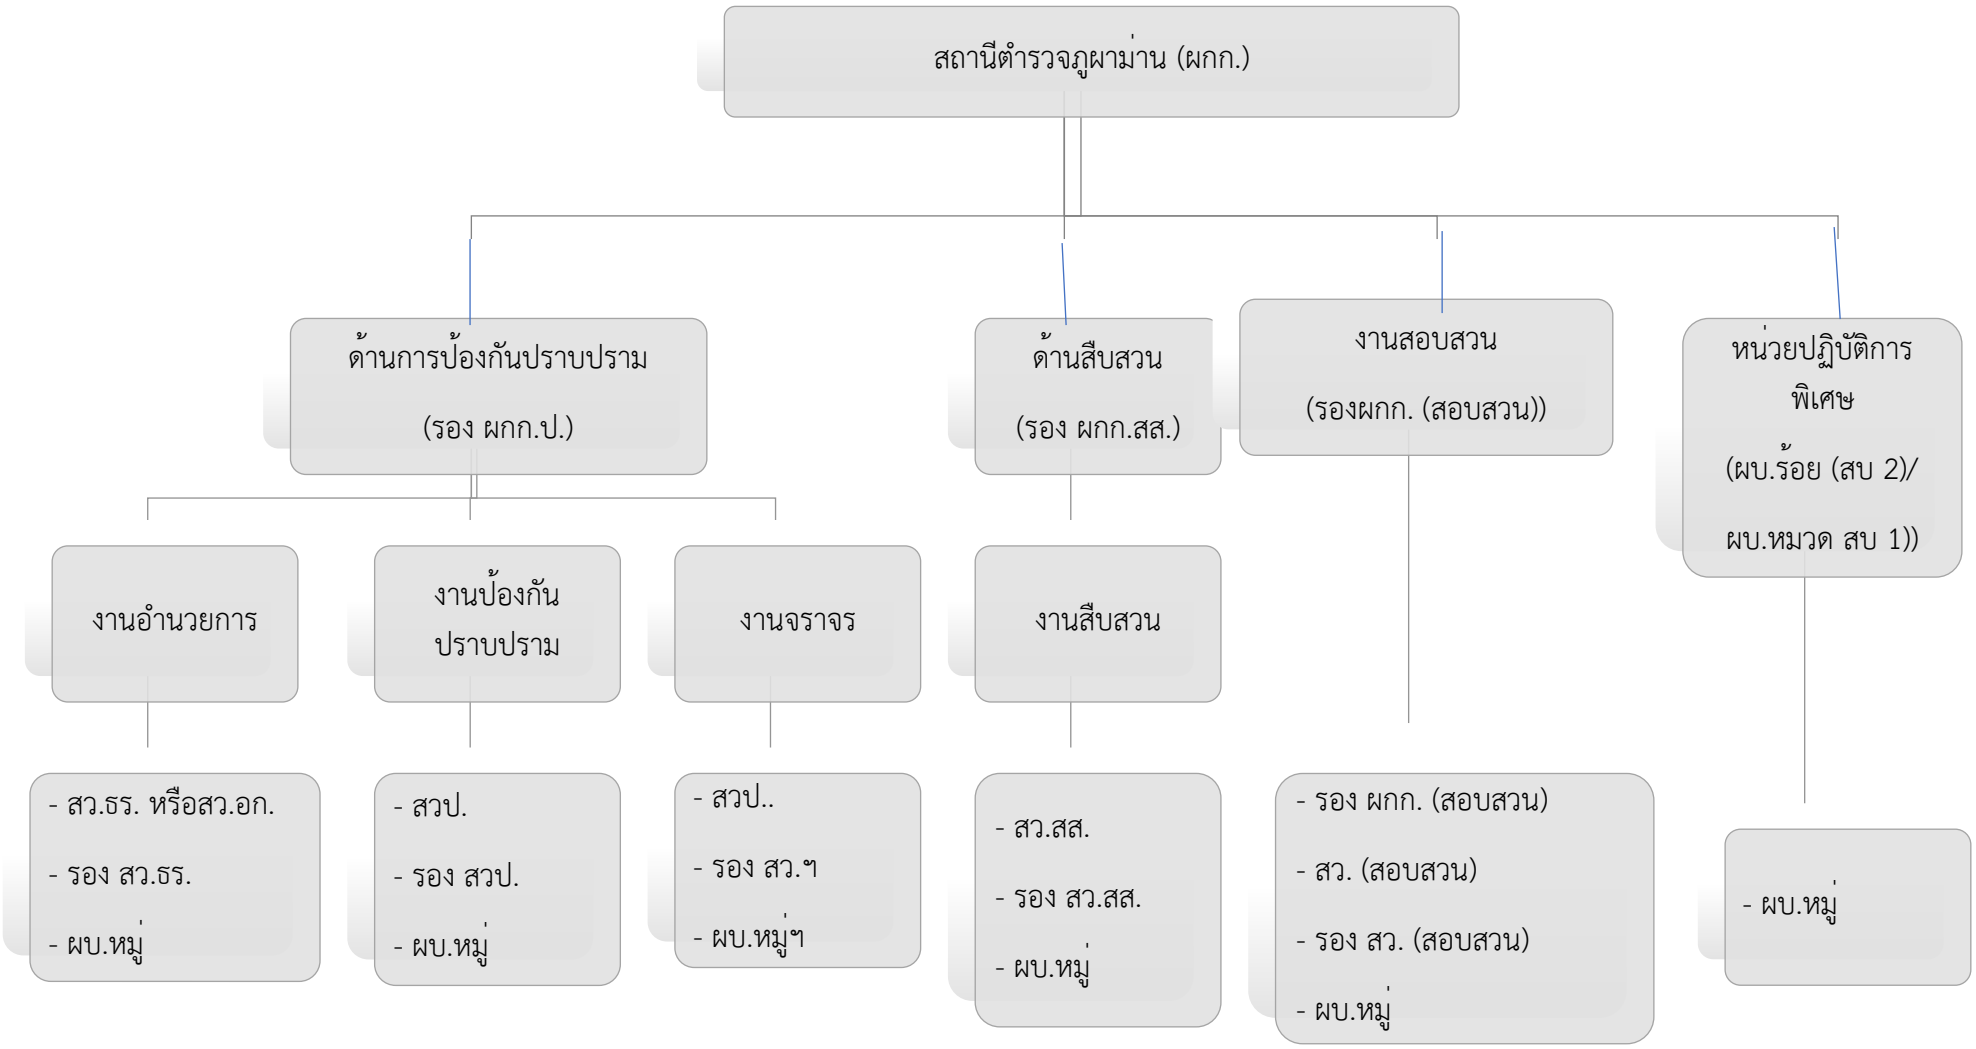 สถานีตำรวจภูผาม่าน (ผกก.)
ด้านการป้องกันปราบปราม
(รอง ผกก.ป.)
ด้านสืบสวน
(รอง ผกก.สส.)
งานสอบสวน
(รองผกก. (สอบสวน))
หน่วยปฏิบัติการ
พิเศษ
(ผบ.ร้อย (สบ 2)/
ผบ.หมวด สบ 1))
งานอำนวยการ
งานป้องกัน
ปราบปราม
งานจราจร
งานสืบสวน
- สว.ธร. หรือสว.อก.
- รอง สว.ธร.
- ผบ.หมู่
- สวป.
- รอง สวป.
- ผบ.หมู่
- สวป..
- รอง สว.ฯ
- ผบ.หมู่ฯ
- สว.สส.
- รอง สว.สส.
- ผบ.หมู่
- รอง ผกก. (สอบสวน)
- สว. (สอบสวน)
- รอง สว. (สอบสวน)
- ผบ.หมู่
- ผบ.หมู่